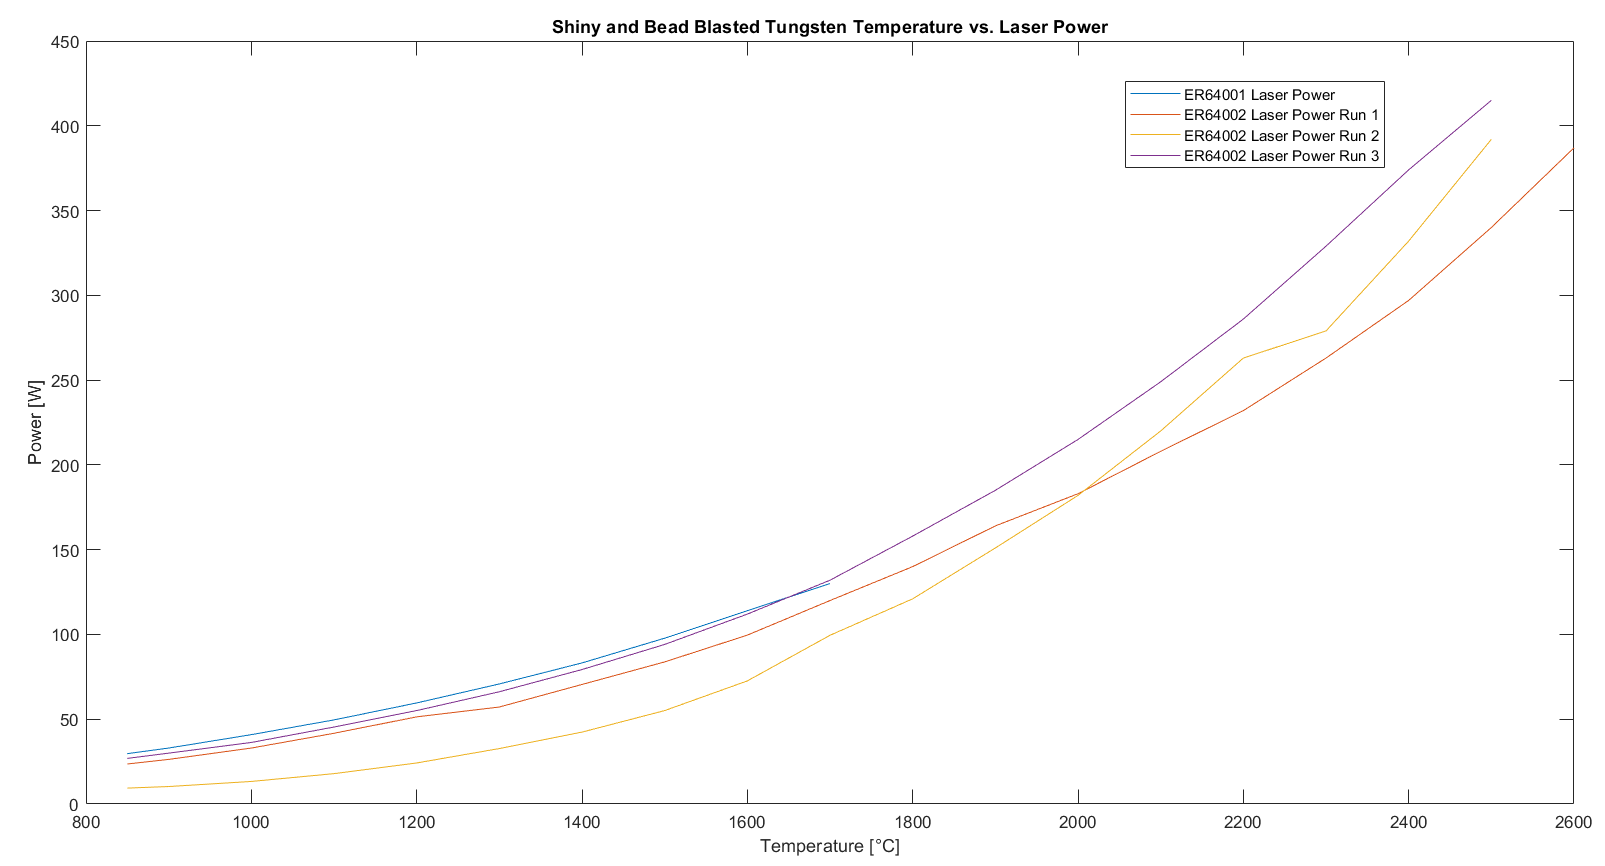 Shiny and Bead Blasted Tungsten Temperature vs. Laser Power
450
400
350
300
250
200
150
100
50
0
Power [W]
ER64001 Laser Power
ER64002 Laser Power Run 1
ER64002 Laser Power Run 2
ER64002 Laser Power Run 3
800 1000 1200 1400 1600 1800 2000 2200 2400 2600
Temperature [°C]